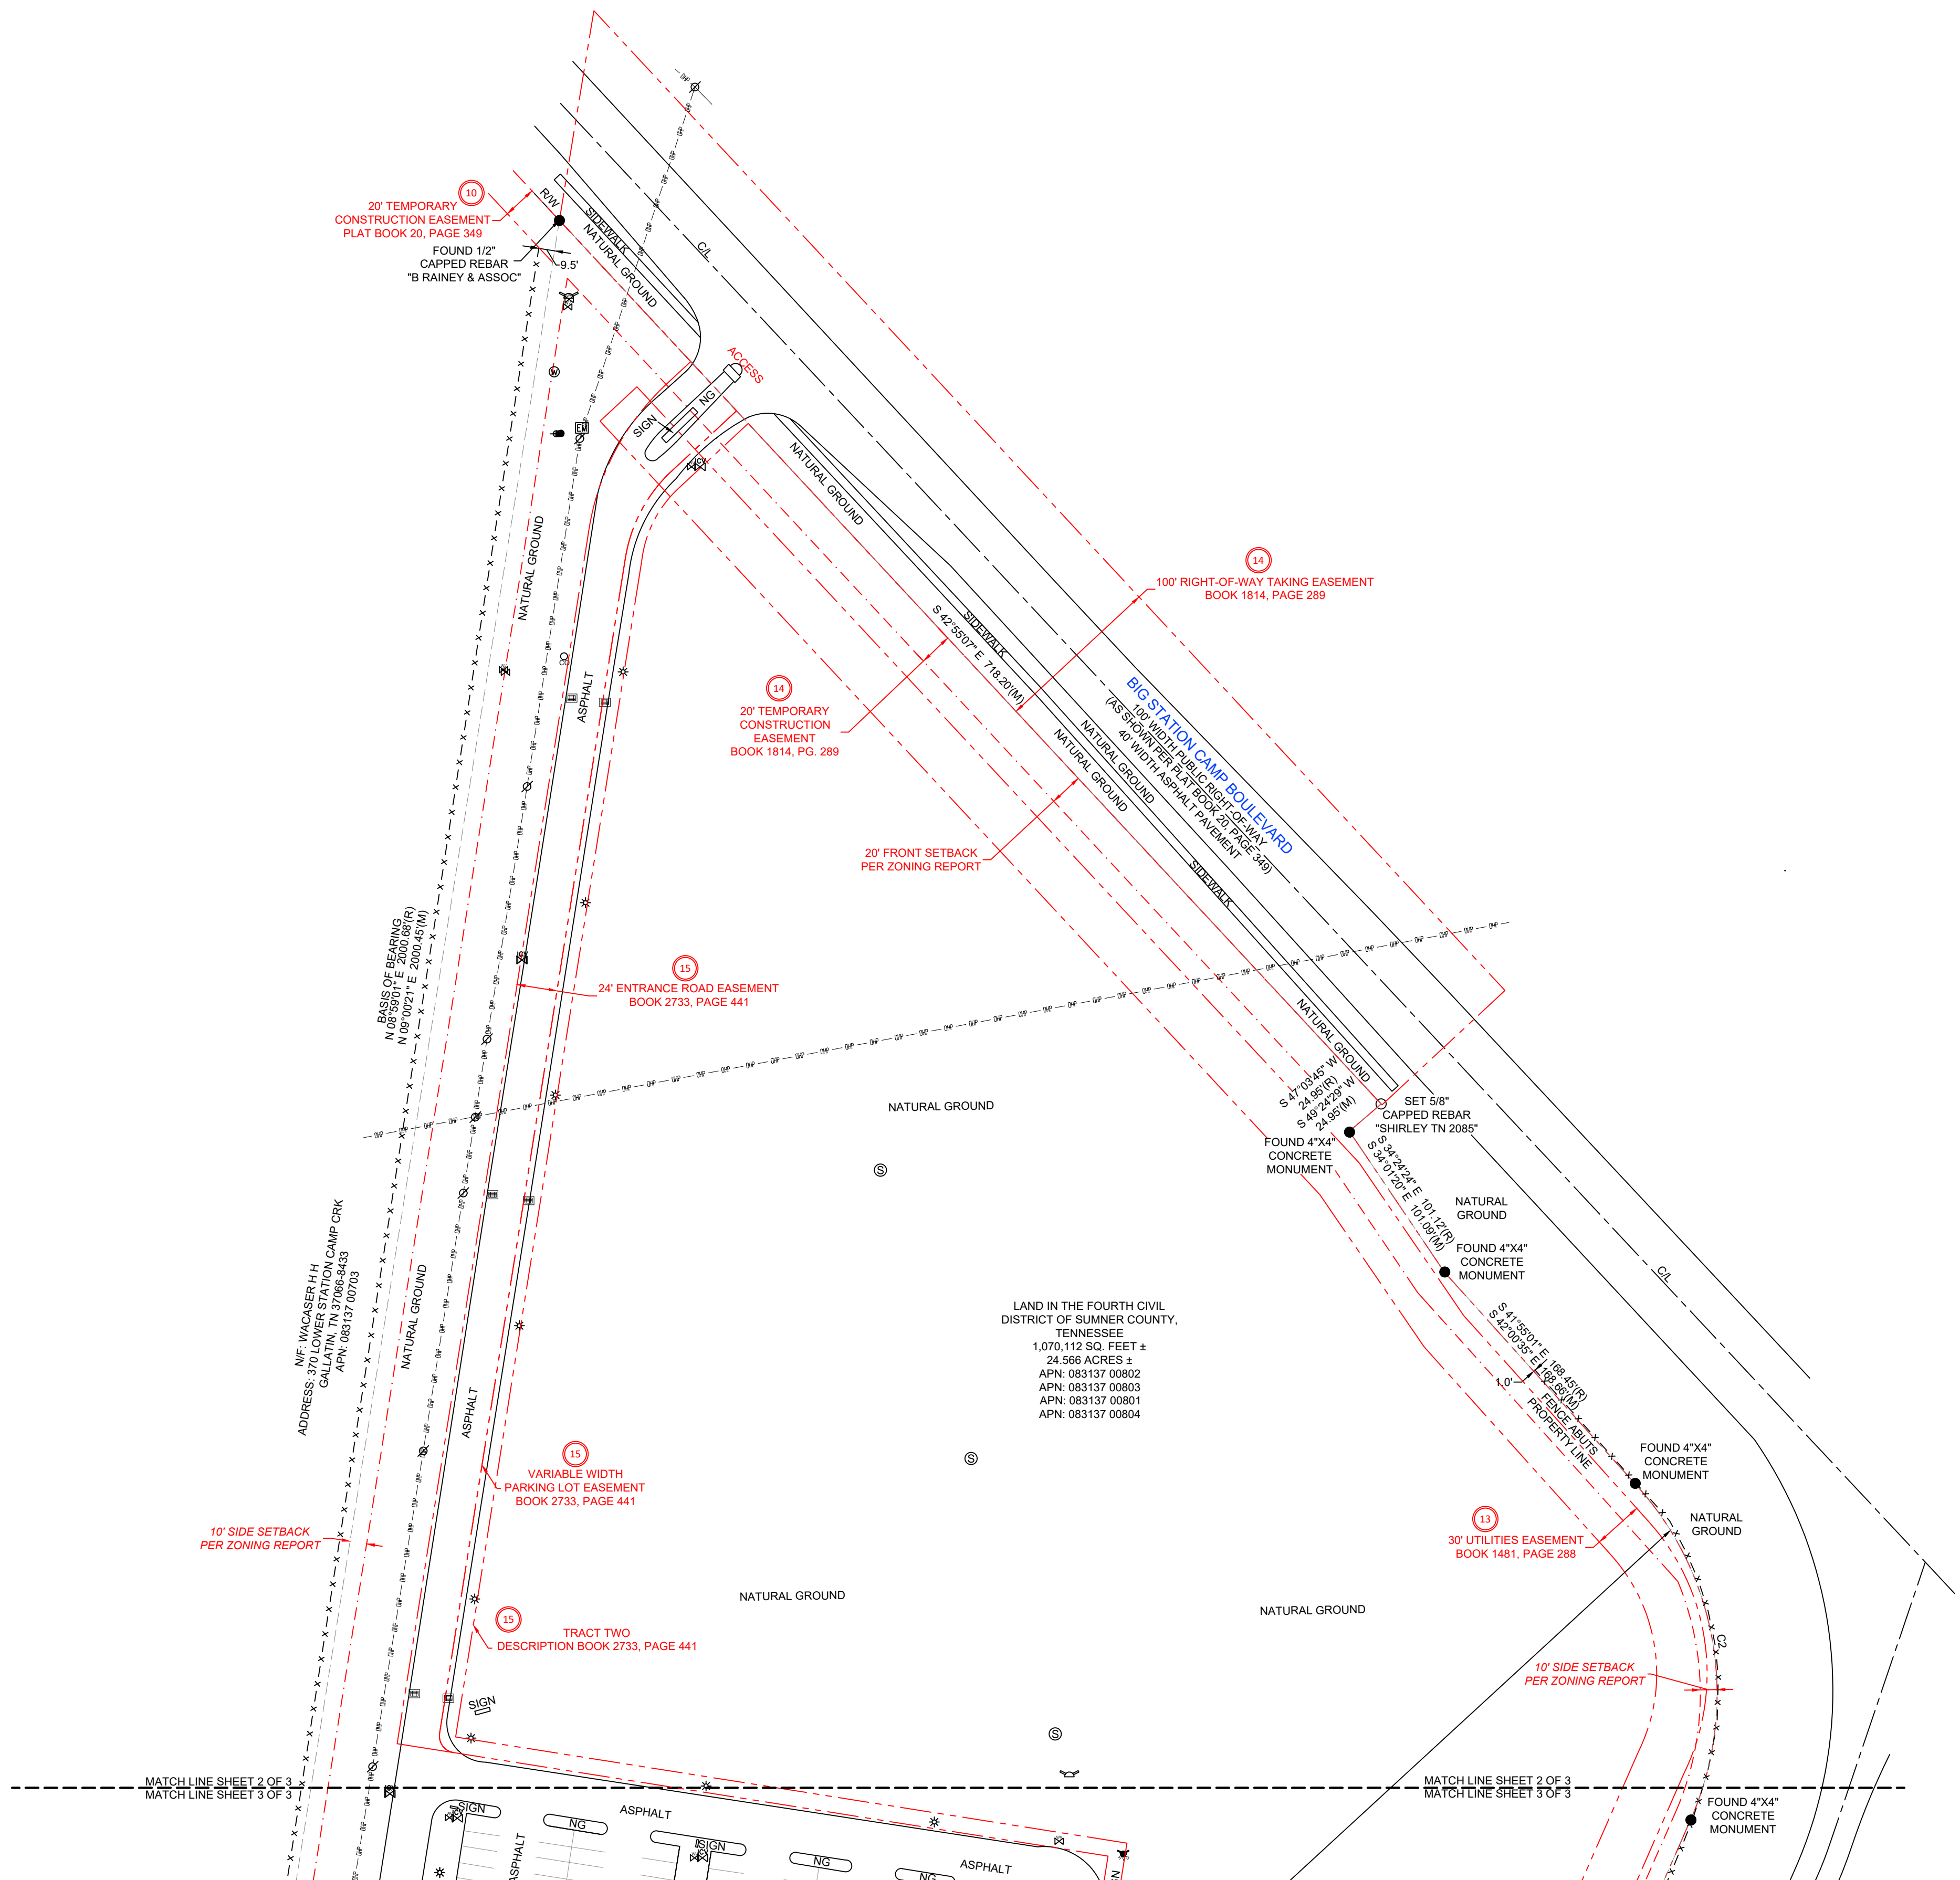 10
20' TEMPORARY
CONSTRUCTION EASEMENT
PLAT BOOK 20, PAGE 349
FOUND 1/2"
CAPPED REBAR
"B RAINEY & ASSOC"
9.5'
R/W
SIDEWALK
NATURAL GROUND
C/L
ACCESS
NG
SIGN
EM
W
NATURAL GROUND
NATURAL GROUND
ASPHALT
14
100' RIGHT-OF-WAY TAKING EASEMENT
BOOK 1814, PAGE 289
S 42°55'07" E  718.20'(M)
SIDEWALK
14
20' TEMPORARY
CONSTRUCTION
EASEMENT
BOOK 1814, PG. 289
BIG STATION CAMP BOULEVARD
100' WIDTH PUBLIC RIGHT-OF-WAY
(AS SHOWN PER PLAT BOOK 20, PAGE 349)
40' WIDTH ASPHALT PAVEMENT
NATURAL GROUND
NATURAL GROUND
20' FRONT SETBACK
PER ZONING REPORT
SIDEWALK
BASIS OF BEARING
N 08°59'01" E  2000.68'(R)
N 09°00'21" E  2000.45'(M)
15
24' ENTRANCE ROAD EASEMENT
BOOK 2733, PAGE 441
NATURAL GROUND
NATURAL GROUND
S 47°03'45" W
24.95'(R)
S 49°24'29" W
24.95'(M)
SET 5/8"
CAPPED REBAR
"SHIRLEY TN 2085"
FOUND 4"X4"
CONCRETE
MONUMENT
S 34°24'24" E  101.12'(R)
S 34°01'20" E  101.09'(M)
NATURAL
GROUND
S
FOUND 4"X4"
CONCRETE
MONUMENT
C/L
N/F: WACASER H H
ADDRESS: 370 LOWER STATION CAMP CRK
GALLATIN, TN 37066-8433
APN: 083137 00703
NATURAL GROUND
LAND IN THE FOURTH CIVIL
DISTRICT OF SUMNER COUNTY,
TENNESSEE
1,070,112 SQ. FEET ±
24.566 ACRES ±
APN: 083137 00802
APN: 083137 00803
APN: 083137 00801
APN: 083137 00804
S 41°55'01" E  168.45'(R)
S 42°00'35" E  168.66'(M)
1.0'
FENCE ABUTS
PROPERTY LINE
ASPHALT
FOUND 4"X4"
CONCRETE
MONUMENT
S
15
VARIABLE WIDTH
PARKING LOT EASEMENT
BOOK 2733, PAGE 441
10' SIDE SETBACK
PER ZONING REPORT
13
30' UTILITIES EASEMENT
BOOK 1481, PAGE 288
NATURAL
GROUND
NATURAL GROUND
NATURAL GROUND
15
TRACT TWO
DESCRIPTION BOOK 2733, PAGE 441
C2
10' SIDE SETBACK
PER ZONING REPORT
SIGN
S
MATCH LINE SHEET 2 OF 3
MATCH LINE SHEET 3 OF 3
MATCH LINE SHEET 2 OF 3
MATCH LINE SHEET 3 OF 3
FOUND 4"X4"
CONCRETE
MONUMENT
SIGN
NG
ASPHALT
SIGN
NG
ASPHALT
NG
ASPHALT